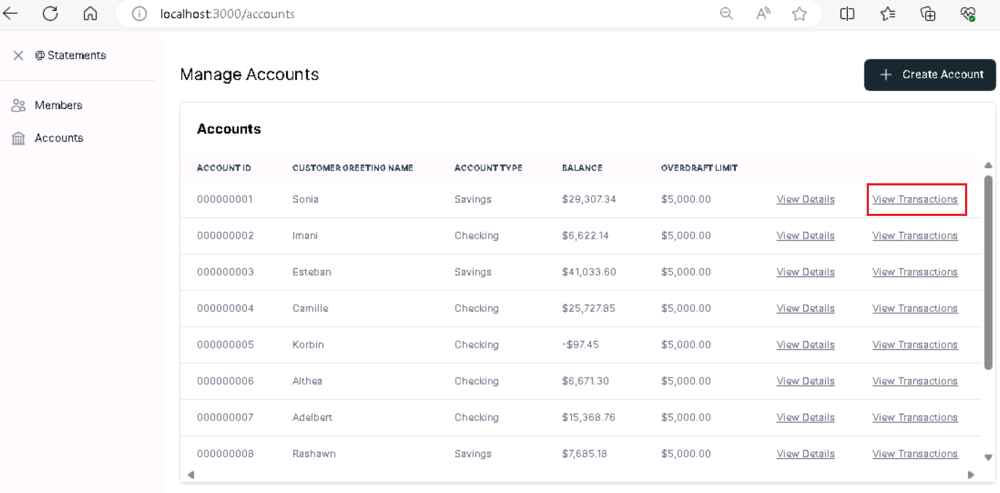 localhost:3000/accounts
@ Statements
Manage Accounts
Create Account
Members
Accounts
Accounts
ACCOUNT ID CUSTOMER GREETING NAME ACCOUNT TYPE BALANCE OVERDRAFT LIMIT
000000001 Sonia Savings $29,307.34 $5,000.00 View Details View Transactions
000000002 Imani Checking $6,622.14 $5,000.00 View Details View Transactions
000000003 Esteban Savings $41,033.60 $5,000.00 View Details View Transactions
000000004 Camille Checking $25,727.85 $5,000.00 View Details View Transactions
000000005 Korbin Checking -$97.45 $5,000.00 View Details View Transactions
000000006 Althea Checking $6,671.30 $5,000.00 View Details View Transactions
000000007 Adelbert Checking $15,368.76 $5,000.00 View Details View Transactions
000000008 Rashawn Savings $7,685.18 $5,000.00 View Details View Transactions